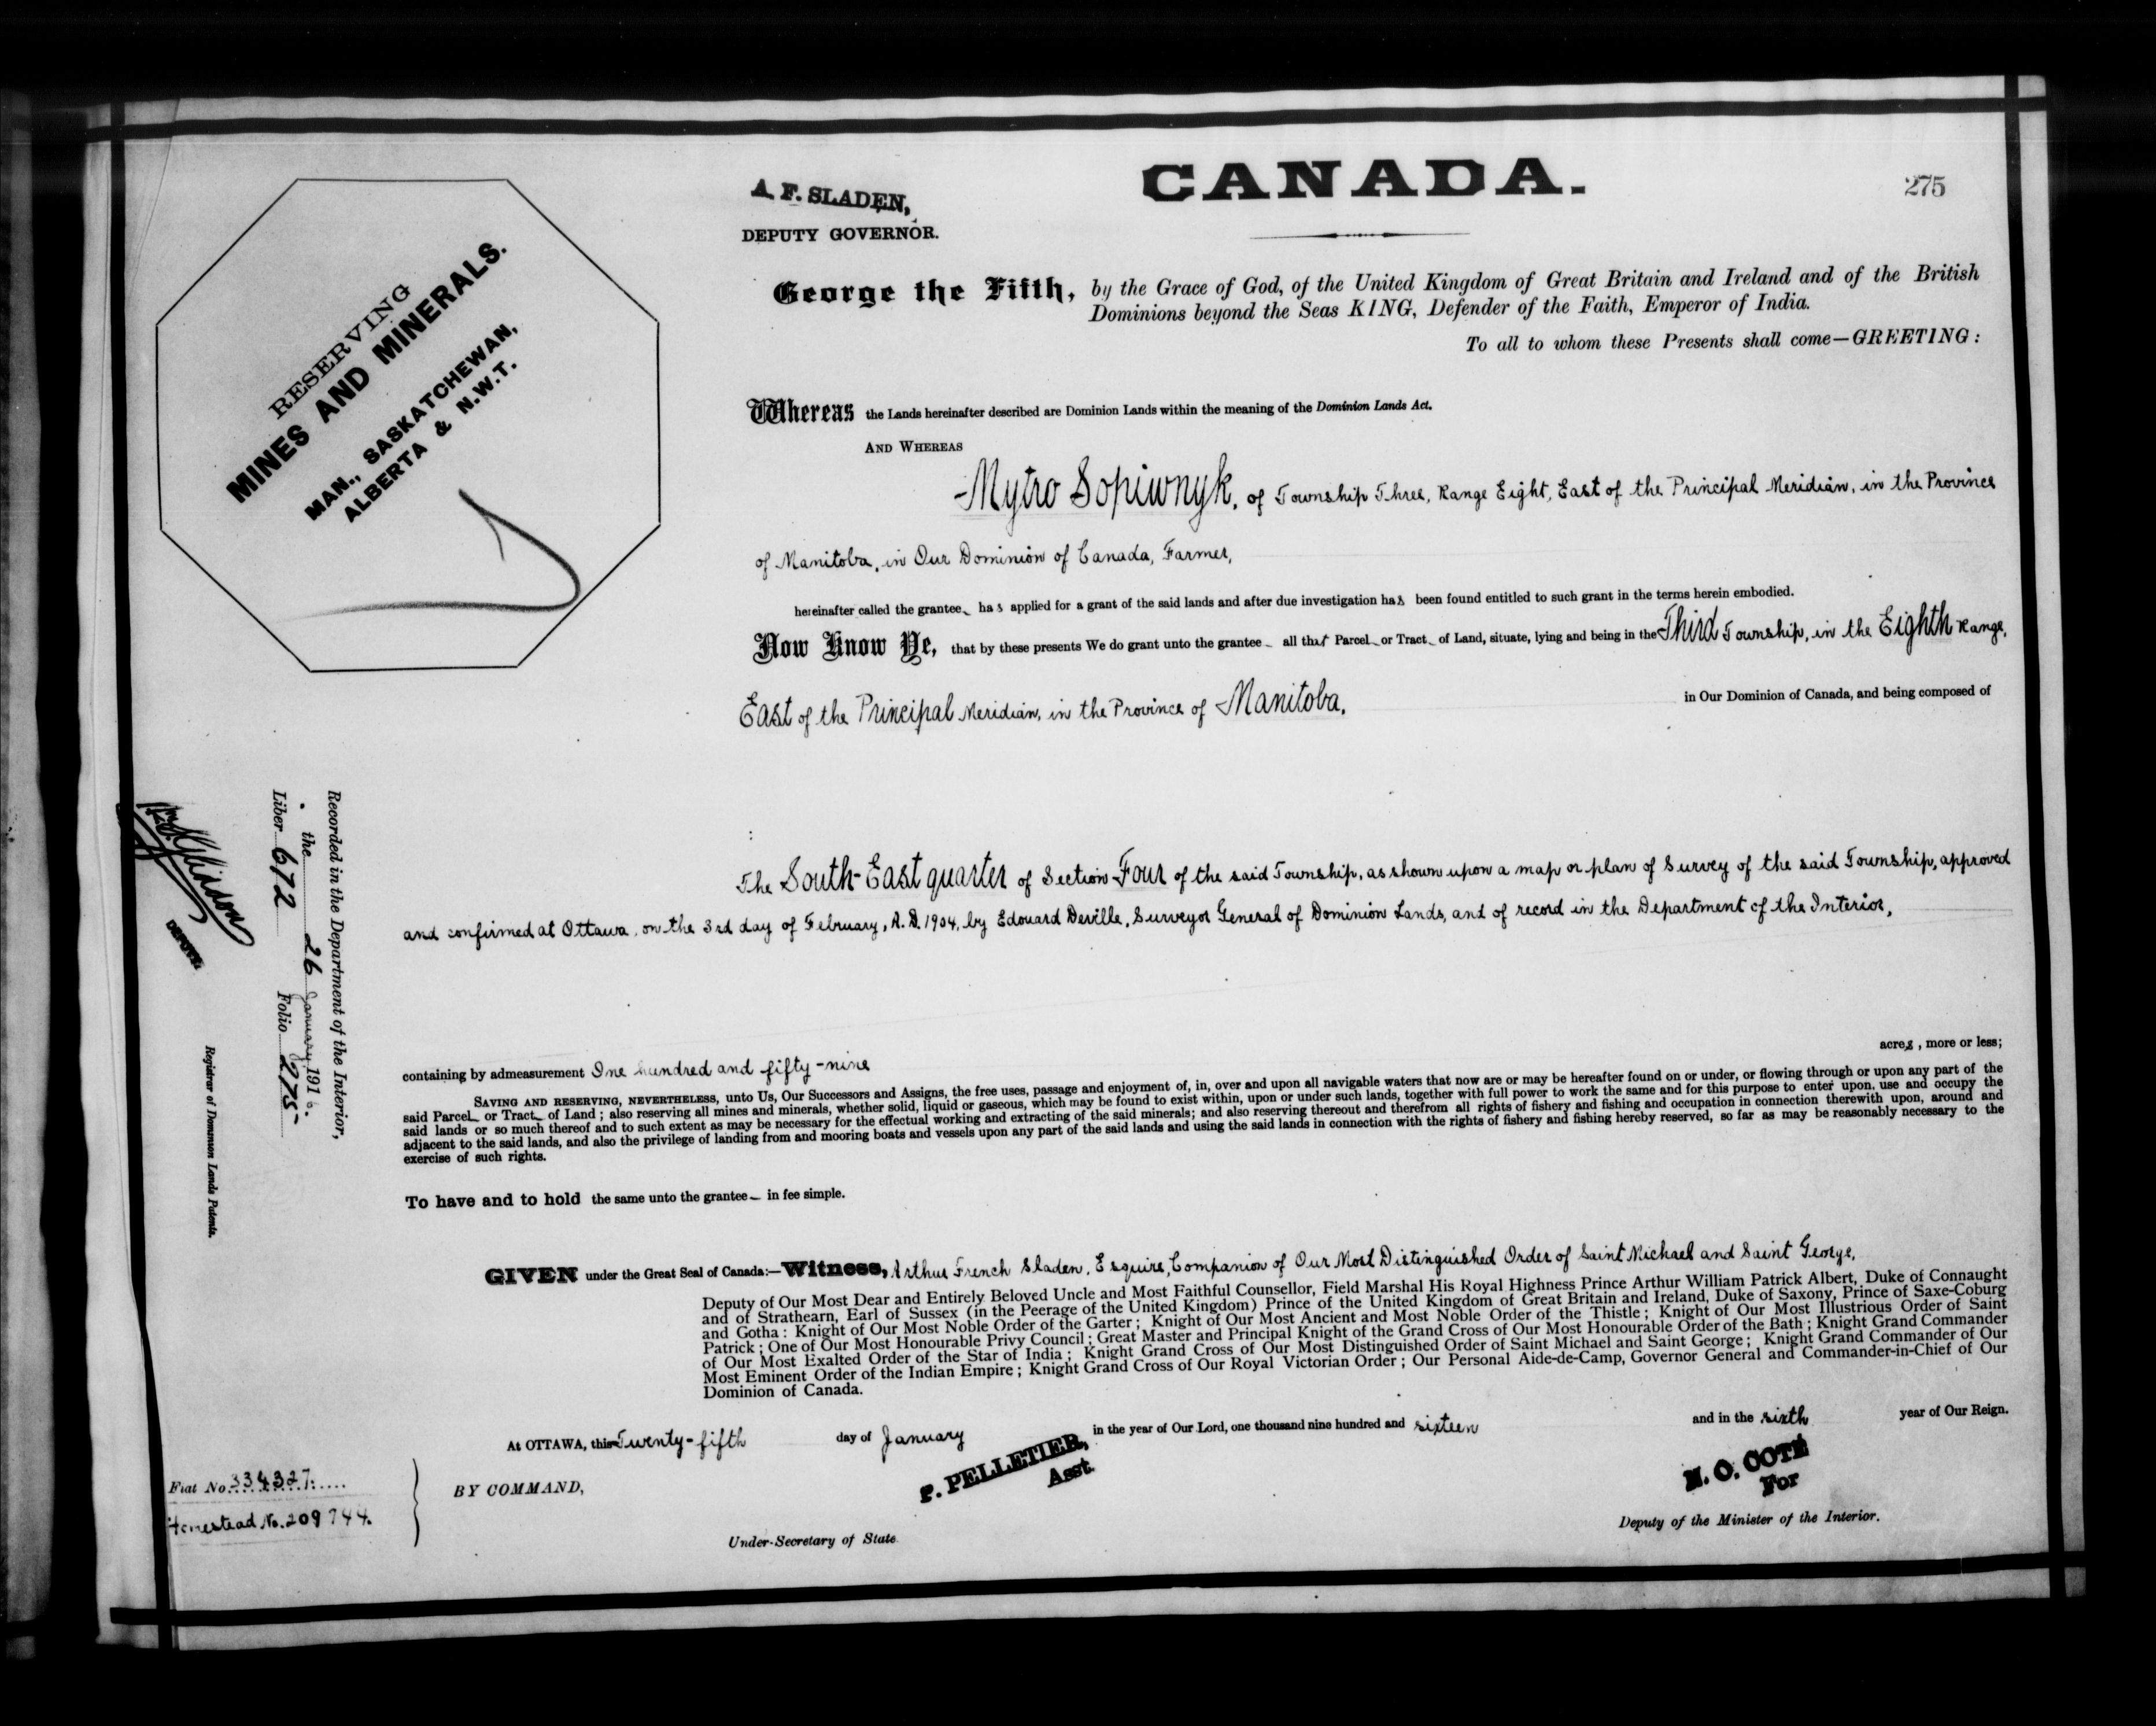 CANADA.
275
A. F. SLADEN,
DEPUTY GOVERNOR.
RESERVING
MINES AND MINERALS.
MAN., SASKATCHEWAN,
ALBERTA & N.W.T.
George the Fifth, by the Grace of God, of the United Kingdom of Great Britain and Ireland and of the British
Dominions beyond the Seas KING, Defender of the Faith, Emperor of India.
To all to whom these Presents shall come—GREETING:
Whereas the Lands hereinafter described are Dominion Lands within the meaning of the Dominion Lands Act.
AND WHEREAS
Mytro Sopiwnyk, of Township Three, Range Eight, East of the Principal Meridian, in the Province
of Manitoba, in Our Dominion of Canada, Farmer,
hereinafter called the grantee has applied for a grant of the said lands and after due investigation has been found entitled to such grant in the terms herein embodied.
Now Know Ye, that by these presents We do grant unto the grantee all that Parcel or Tract of Land, situate, lying and being in the Third Township, in the Eighth Range,
East of the Principal Meridian, in the Province of Manitoba, in Our Dominion of Canada, and being composed of
The South-East quarter of Section Four of the said Township, as shown upon a map or plan of Survey of the said Township, approved
and confirmed at Ottawa, on the 3rd day of February, A.D. 1904, by Edouard Deville, Surveyor General of Dominion Lands, and of record in the Department of the Interior,
containing by admeasurement One hundred and fifty-nine acres, more or less;
SAVING AND RESERVING, NEVERTHELESS, unto Us, Our Successors and Assigns, the free uses, passage and enjoyment of, in, over and upon all navigable waters that now are or may be hereafter found on or under, or flowing through or upon any part of the
said Parcel or Tract of Land; also reserving all mines and minerals, whether solid, liquid or gaseous, which may be found to exist within, upon or under such lands, together with full power to work the same and for this purpose to enter upon, use and occupy the
said lands or so much thereof and to such extent as may be necessary for the effectual working and extracting of the said minerals; and also reserving thereout and therefrom all rights of fishery and fishing and occupation in connection therewith upon, around and
adjacent to the said lands, and also the privilege of landing from and mooring boats and vessels upon any part of the said lands and using the said lands in connection with the rights of fishery and fishing hereby reserved, so far as may be reasonably necessary to the
exercise of such rights.
To have and to hold the same unto the grantee in fee simple.
GIVEN under the Great Seal of Canada:—Witness, Arthur French Sladen, Esquire, Companion of Our Most Distinguished Order of Saint Michael and Saint George,
Deputy of Our Most Dear and Entirely Beloved Uncle and Most Faithful Counsellor, Field Marshal His Royal Highness Prince Arthur William Patrick Albert, Duke of Connaught
and of Strathearn, Earl of Sussex (in the Peerage of the United Kingdom) Prince of the United Kingdom of Great Britain and Ireland, Duke of Saxony, Prince of Saxe-Coburg
and Gotha: Knight of Our Most Noble Order of the Garter; Knight of Our Most Ancient and Most Noble Order of the Thistle; Knight of Our Most Illustrious Order of Saint
Patrick; One of Our Most Honourable Privy Council; Great Master and Principal Knight of the Grand Cross of Our Most Honourable Order of the Bath; Knight Grand Commander
of Our Most Exalted Order of the Star of India; Knight Grand Cross of Our Most Distinguished Order of Saint Michael and Saint George; Knight Grand Commander of Our
Most Eminent Order of the Indian Empire; Knight Grand Cross of Our Royal Victorian Order; Our Personal Aide-de-Camp, Governor General and Commander-in-Chief of Our
Dominion of Canada.
At OTTAWA, this Twenty-fifth day of January in the year of Our Lord, one thousand nine hundred and sixteen and in the sixth year of Our Reign.
BY COMMAND,
P. PELLETIER,
Asst.
Under-Secretary of State
N. O. COTE
For
Deputy of the Minister of the Interior.
Fiat No. 334327.
Homestead No. 209744.
Recorded in the Department of the Interior,
the 26 January 1916.
Liber 672 Folio 275
DEPUTY
Registrar of Dominion Lands Patents.